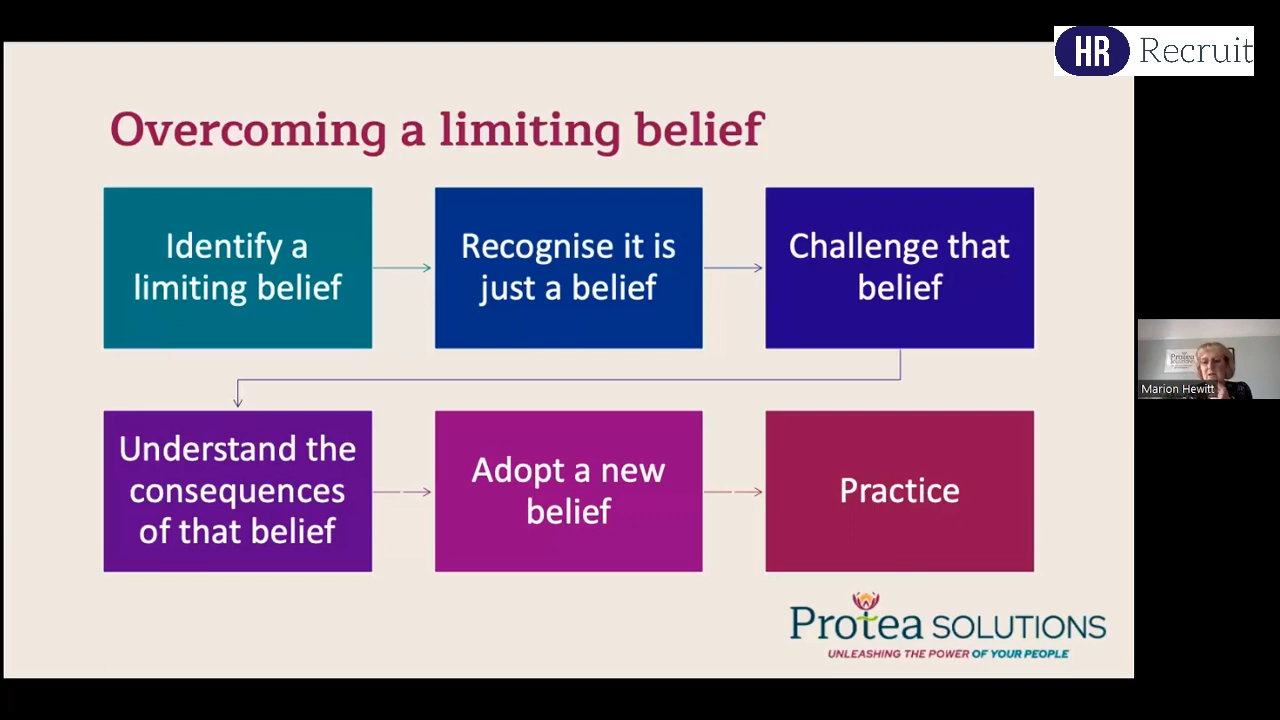 HR Recruit
Overcoming a limiting belief
Identify a
limiting belief
Recognise it is
just a belief
Challenge that
belief
Understand the
consequences
of that belief
Adopt a new
belief
Practice
Protea SOLUTIONS
UNLEASHING THE POWER OF YOUR PEOPLE
Protea
Marion Hewitt